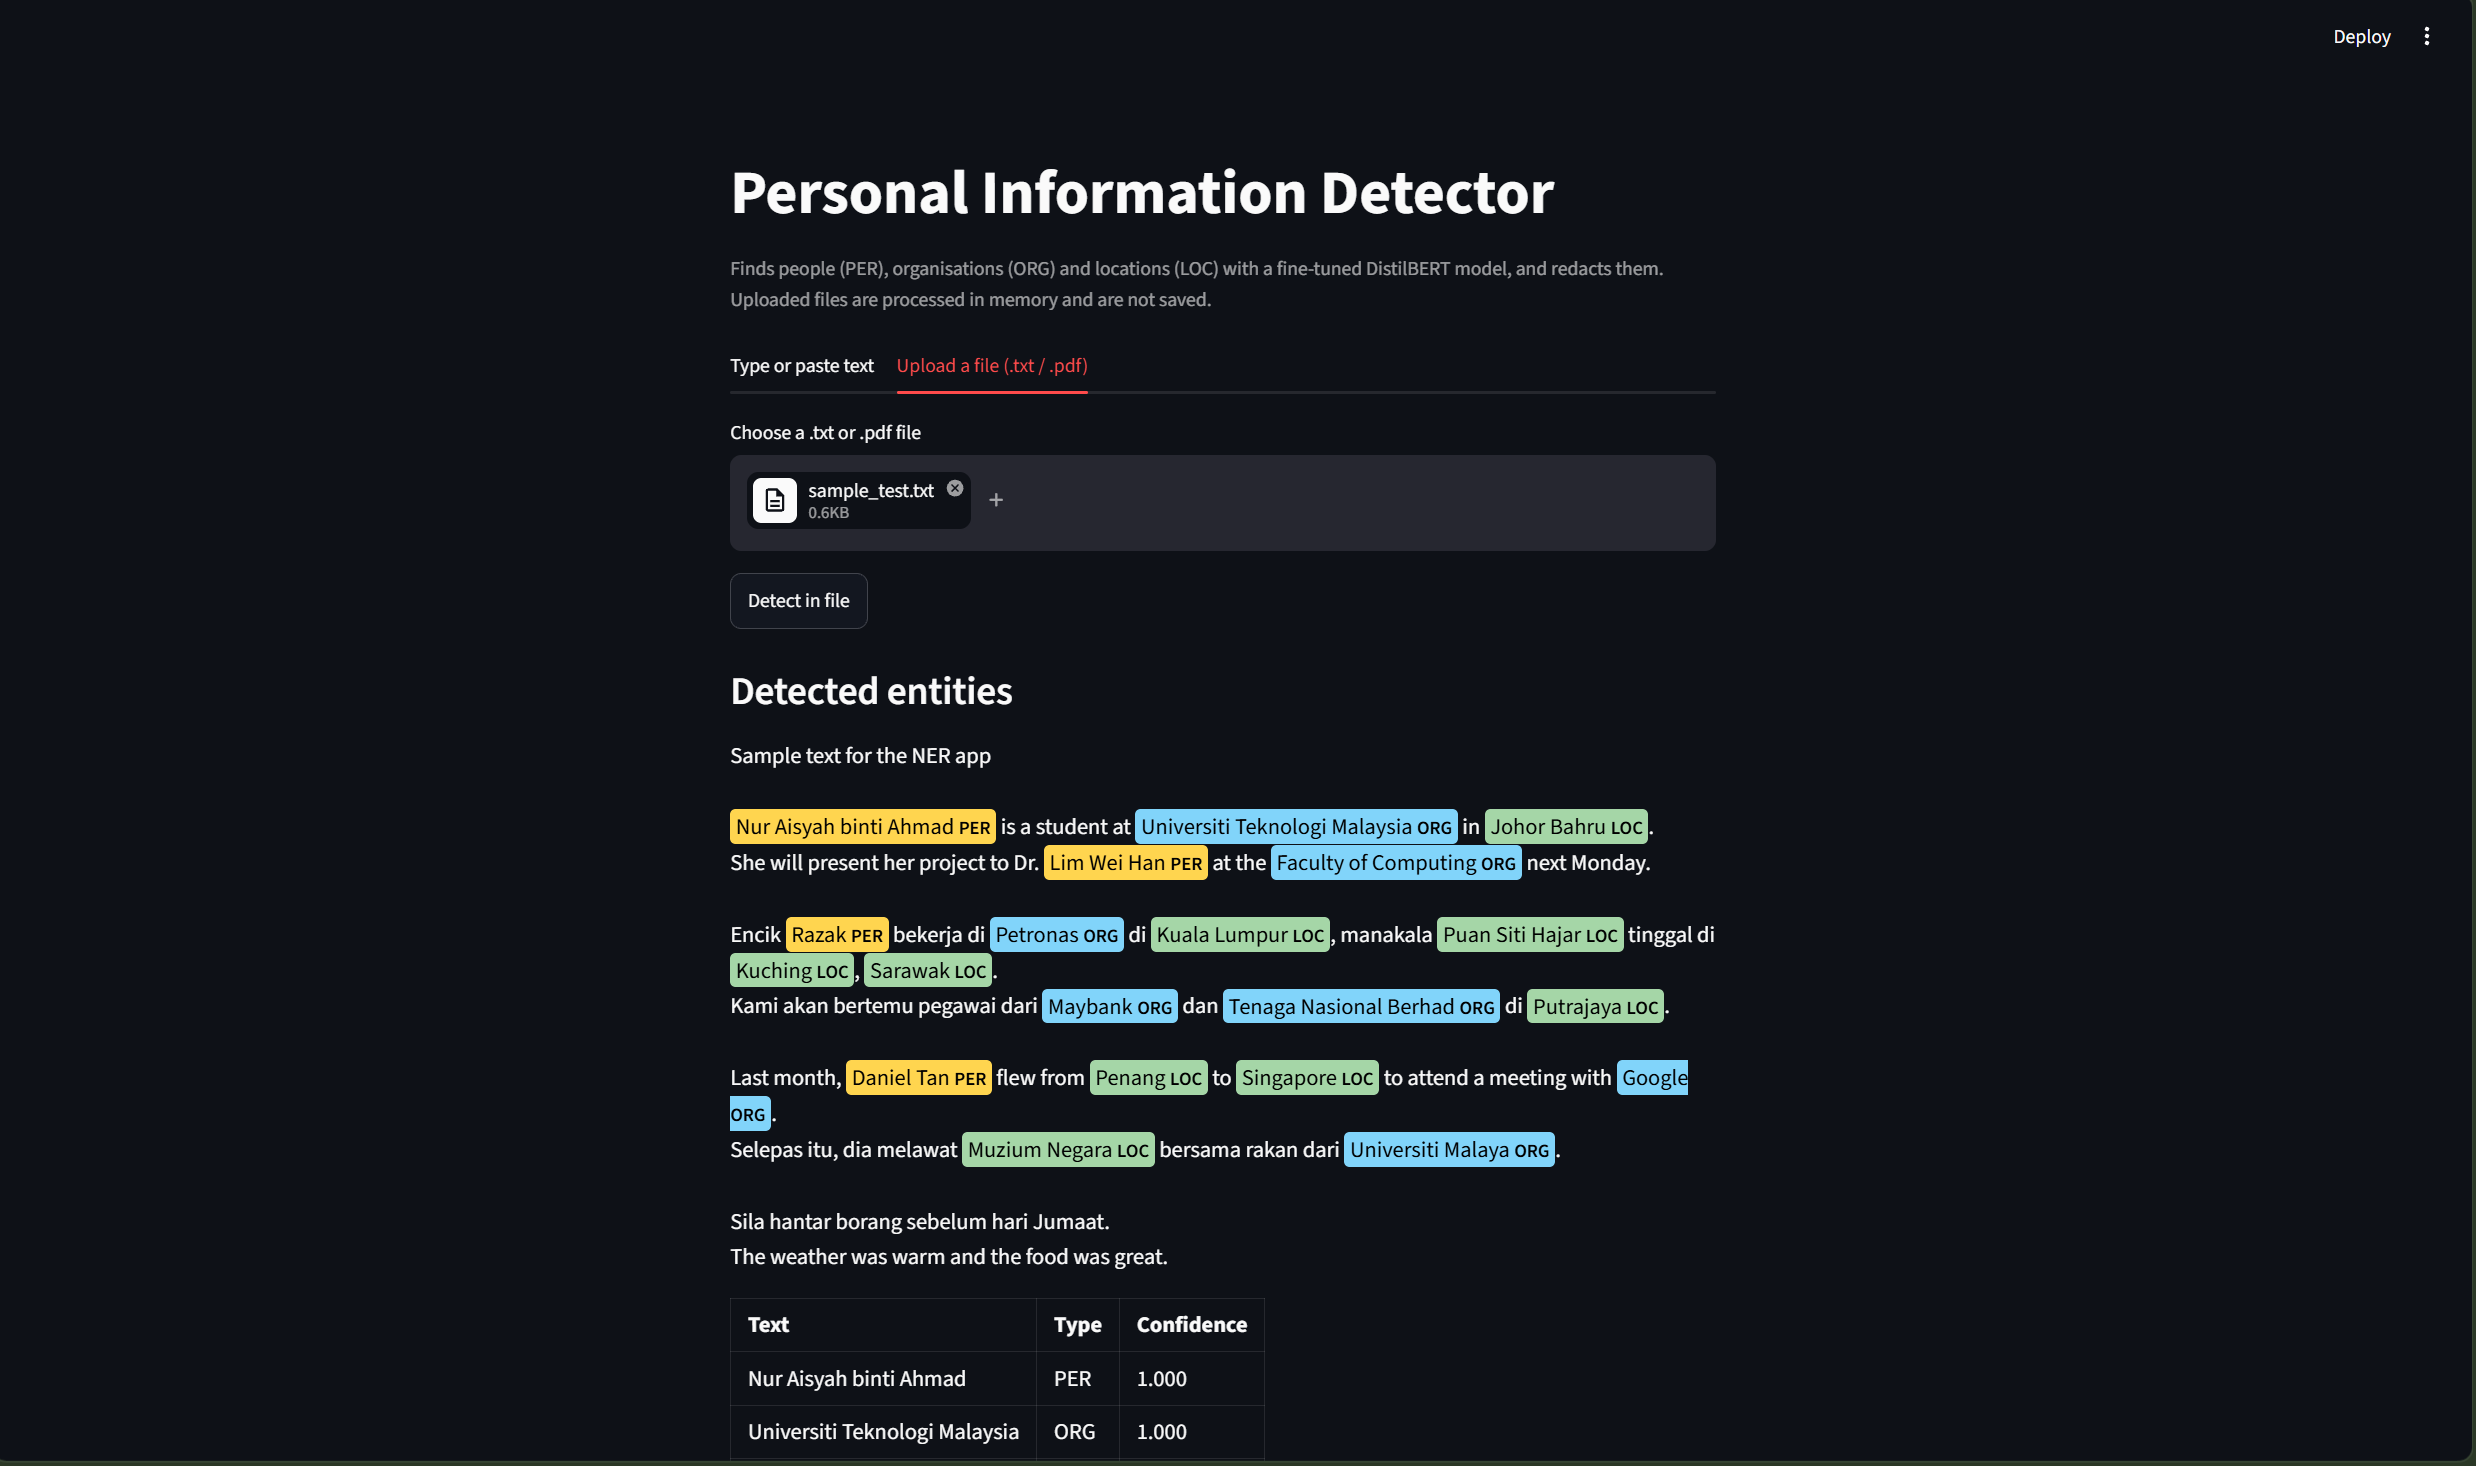 Deploy
Personal Information Detector
Finds people (PER), organisations (ORG) and locations (LOC) with a fine-tuned DistilBERT model, and redacts them.
Uploaded files are processed in memory and are not saved.
Type or paste text Upload a file (.txt / .pdf)
Choose a .txt or .pdf file
sample_test.txt
0.6KB
Detect in file
Detected entities
Sample text for the NER app
Nur Aisyah binti Ahmad PER is a student at Universiti Teknologi Malaysia ORG in Johor Bahru LOC.
She will present her project to Dr. Lim Wei Han PER at the Faculty of Computing ORG next Monday.
Encik Razak PER bekerja di Petronas ORG di Kuala Lumpur LOC, manakala Puan Siti Hajar LOC tinggal di
Kuching LOC, Sarawak LOC.
Kami akan bertemu pegawai dari Maybank ORG dan Tenaga Nasional Berhad ORG di Putrajaya LOC.
Last month, Daniel Tan PER flew from Penang LOC to Singapore LOC to attend a meeting with Google
ORG.
Selepas itu, dia melawat Muzium Negara LOC bersama rakan dari Universiti Malaya ORG.
Sila hantar borang sebelum hari Jumaat.
The weather was warm and the food was great.
Text Type Confidence
Nur Aisyah binti Ahmad PER 1.000
Universiti Teknologi Malaysia ORG 1.000